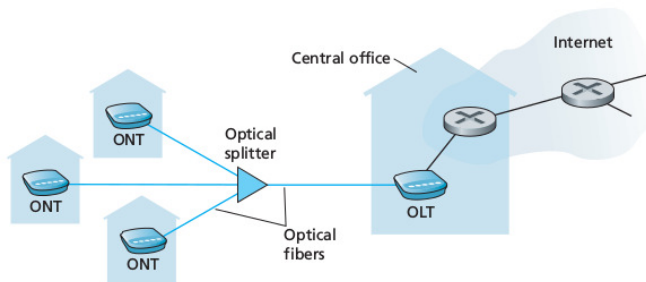 Internet
Central office
Optical
splitter
ONT
ONT
ONT
OLT
Optical
fibers